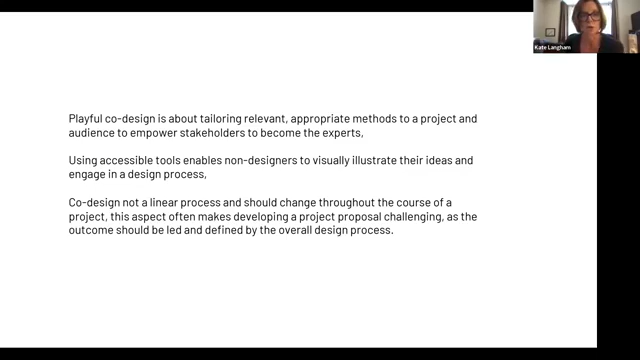 Kate Langham
Playful co-design is about tailoring relevant, appropriate methods to a project and
audience to empower stakeholders to become the experts,
Using accessible tools enables non-designers to visually illustrate their ideas and
engage in a design process,
Co-design not a linear process and should change throughout the course of a
project, this aspect often makes developing a project proposal challenging, as the
outcome should be led and defined by the overall design process.